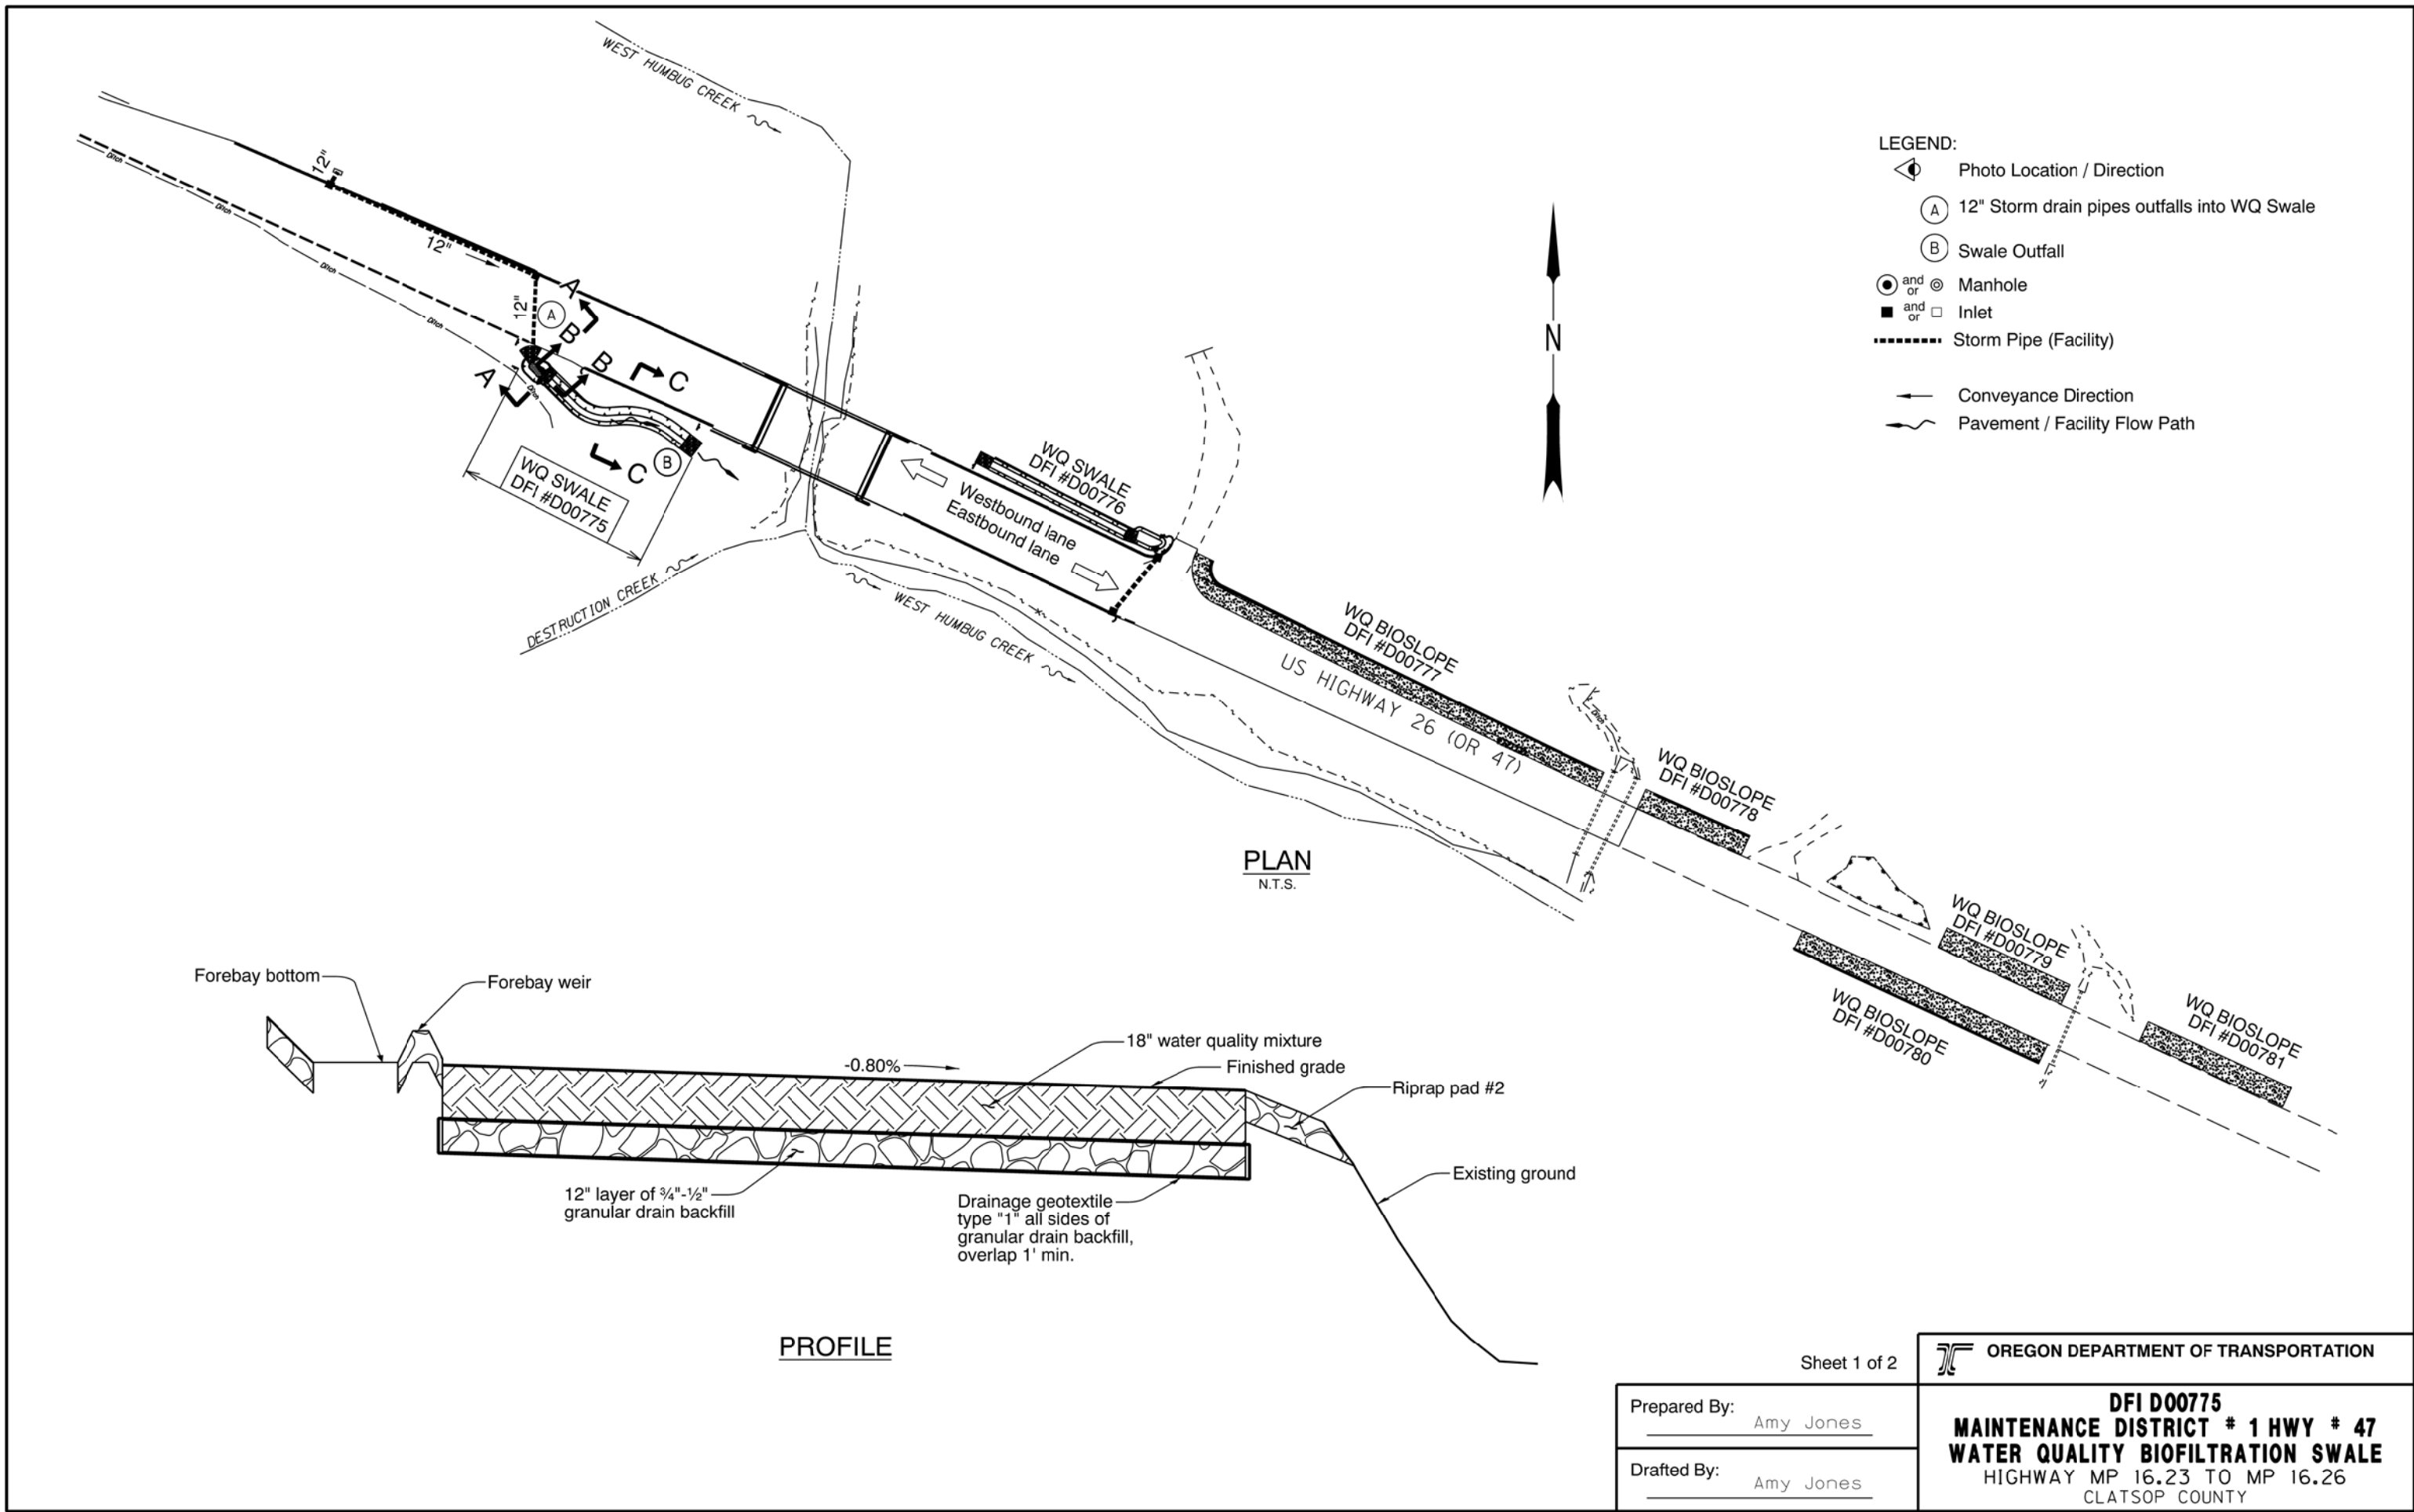 WEST HUMBUG CREEK
Ditch
Ditch
Ditch
Ditch
Ditch
12"
12"
12"
A
A
B
B
C
A
C
B
WQ SWALE
DFI #D00775
DESTRUCTION CREEK
WEST HUMBUG CREEK
Westbound lane
Eastbound lane
WQ SWALE
DFI #D00776
N
LEGEND:
Photo Location / Direction
A 12" Storm drain pipes outfalls into WQ Swale
B Swale Outfall
and or Manhole
and or Inlet
Storm Pipe (Facility)
Conveyance Direction
Pavement / Facility Flow Path
WQ BIOSLOPE
DFI #D00777
US HIGHWAY 26 (OR 47)
Ditch
WQ BIOSLOPE
DFI #D00778
WQ BIOSLOPE
DFI #D00779
WQ BIOSLOPE
DFI #D00780
WQ BIOSLOPE
DFI #D00781
PLAN
N.T.S.
Forebay bottom
Forebay weir
-0.80%
18" water quality mixture
Finished grade
Riprap pad #2
Existing ground
12" layer of ¾"-½"
granular drain backfill
Drainage geotextile
type "1" all sides of
granular drain backfill,
overlap 1' min.
PROFILE
Sheet 1 of 2
OREGON DEPARTMENT OF TRANSPORTATION
Prepared By:
Amy Jones
Drafted By:
Amy Jones
DFI D00775
MAINTENANCE DISTRICT # 1 HWY # 47
WATER QUALITY BIOFILTRATION SWALE
HIGHWAY MP 16.23 TO MP 16.26
CLATSOP COUNTY